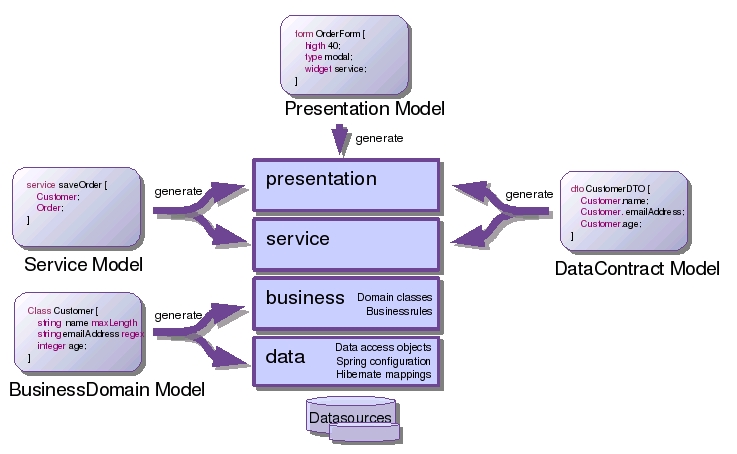 form OrderForm [
higth 40;
type modal;
widget service;
]
Presentation Model
generate
service saveOrder [
Customer;
Order;
]
Service Model
generate
presentation
service
generate
dto CustomerDTO [
Customer.name;
Customer. emailAddress;
Customer.age;
]
DataContract Model
Class Customer [
string name maxLength
string emailAddress regex
integer age;
]
BusinessDomain Model
generate
business
Domain classes
Businessrules
data
Data access objects
Spring configuration
Hibernate mappings
Datasources